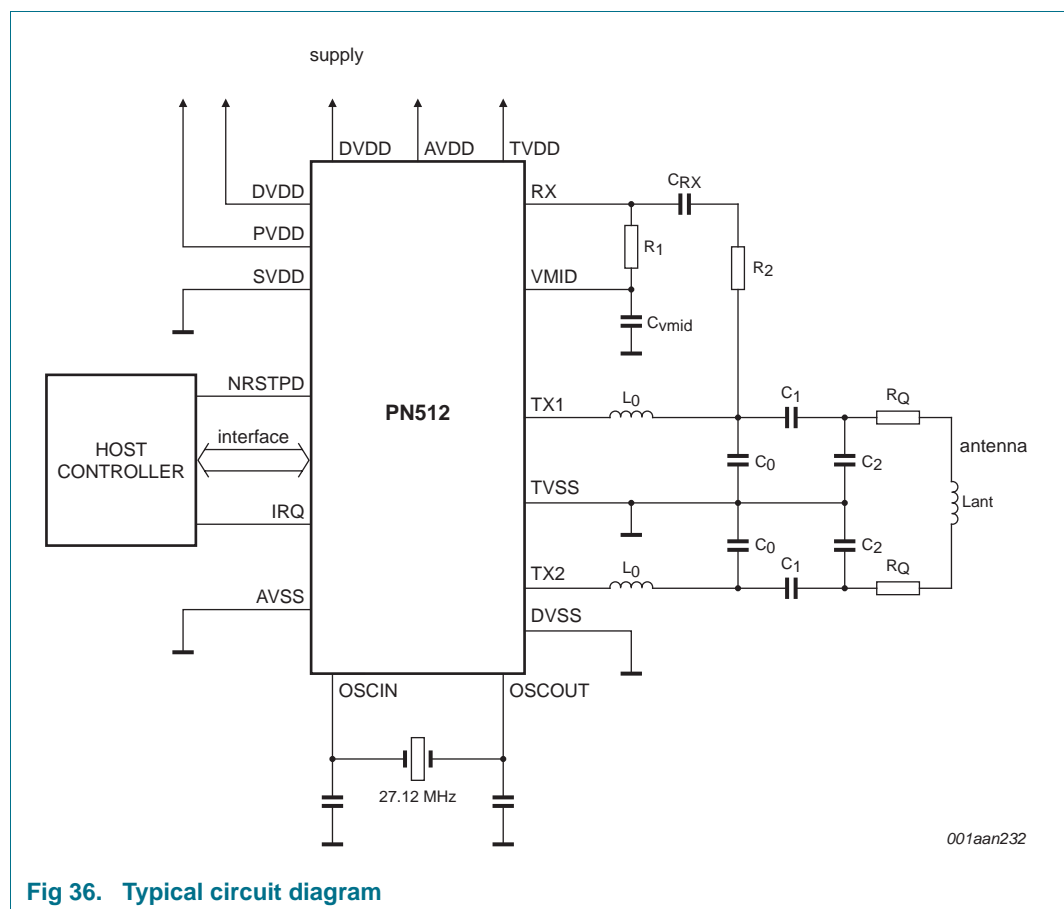 supply
DVDD
AVDD
TVDD
DVDD
PVDD
SVDD
RX
CRX
R1
R2
VMID
Cvmid
NRSTPD
HOST
CONTROLLER
interface
PN512
IRQ
TX1
L0
C1
RQ
antenna
C0
C2
TVSS
Lant
C0
C2
TX2
L0
C1
RQ
AVSS
DVSS
OSCIN
OSCOUT
27.12 MHz
001aan232
Fig 36. Typical circuit diagram